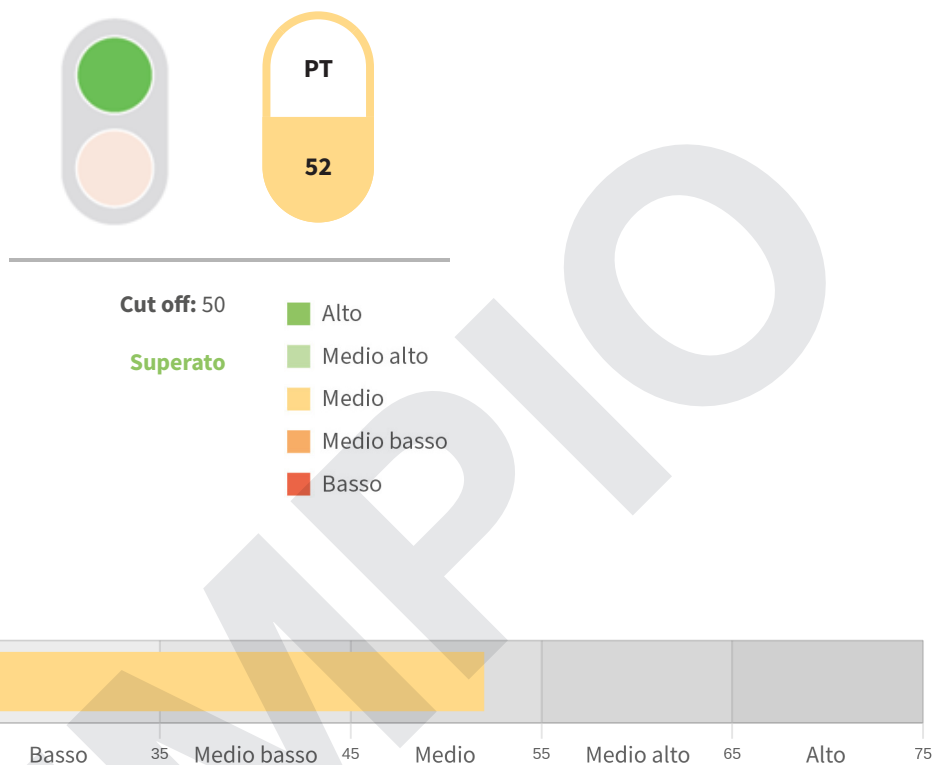 PT
52
Cut off: 50
Superato
Alto
Medio alto
Medio
Medio basso
Basso
MPIO
Basso 35 Medio basso 45 Medio 55 Medio alto 65 Alto 75